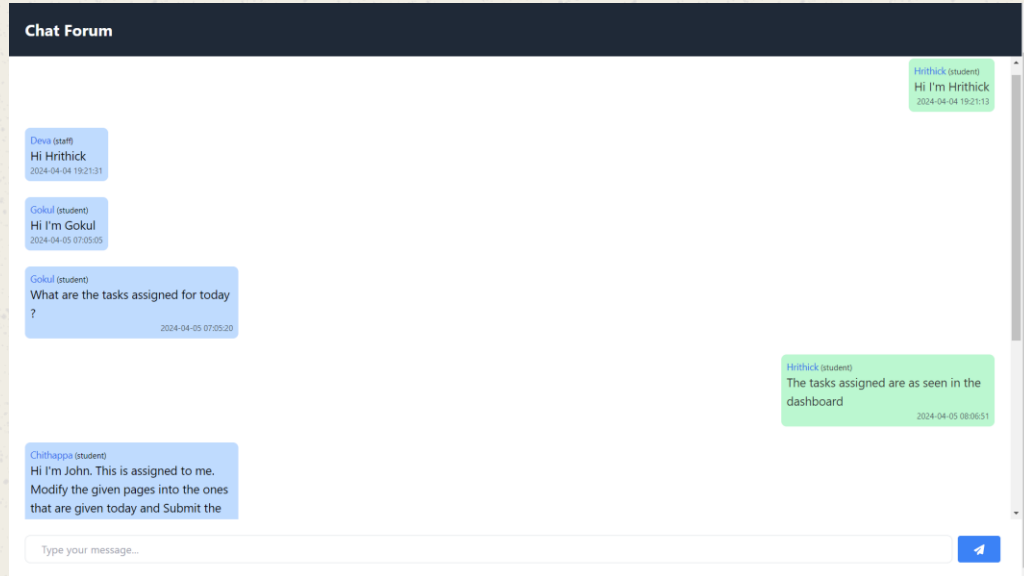 Chat Forum
Hrithick (student)
Hi I'm Hrithick
2024-04-04 19:21:13
Deva (staff)
Hi Hrithick
2024-04-04 19:21:31
Gokul (student)
Hi I'm Gokul
2024-04-05 07:05:05
Gokul (student)
What are the tasks assigned for today
?
2024-04-05 07:05:20
Hrithick (student)
The tasks assigned are as seen in the
dashboard
2024-04-05 08:06:51
Chithappa (student)
Hi I'm John. This is assigned to me.
Modify the given pages into the ones
that are given today and Submit the
Type your message...